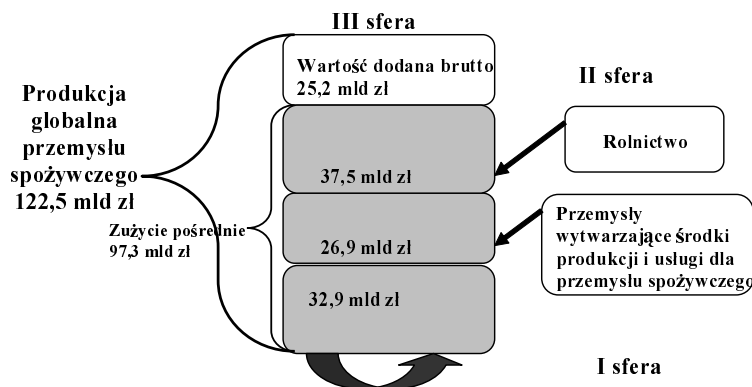 III sfera
Wartość dodana brutto
25,2 mld zł
II sfera
Produkcja
globalna
przemysłu
spożywczego
122,5 mld zł
Rolnictwo
37,5 mld zł
Zużycie pośrednie
97,3 mld zł
26,9 mld zł
Przemysły
wytwarzające środki
produkcji i usługi dla
przemysłu spożywczego
32,9 mld zł
I sfera